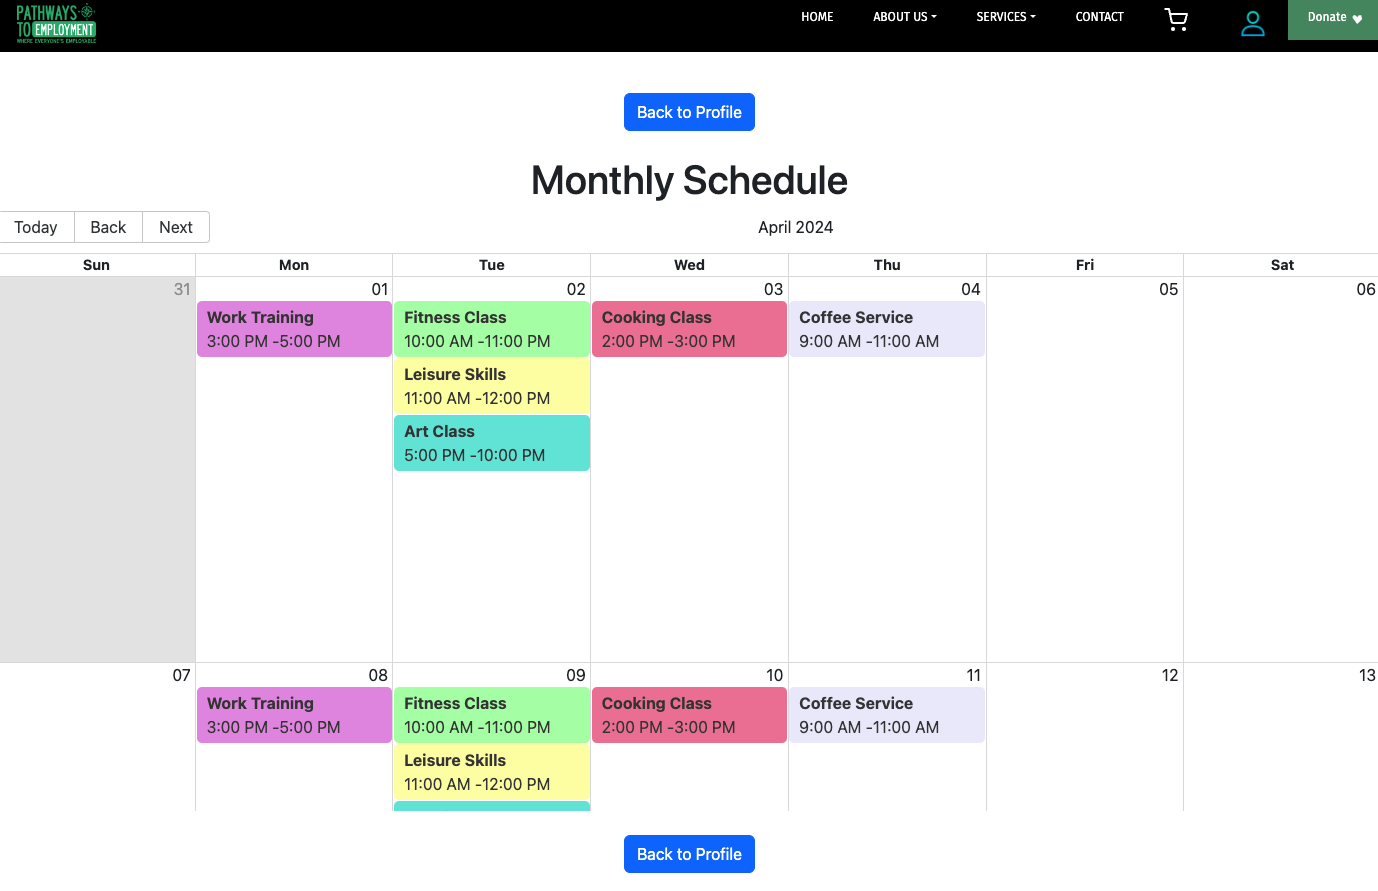 PATHWAYS
TO EMPLOYMENT
WHERE EVERYONE'S EMPLOYABLE
HOME ABOUT US SERVICES CONTACT Donate
Back to Profile
Monthly Schedule
Today Back Next April 2024
Sun Mon Tue Wed Thu Fri Sat
31 01 02 03 04 05 06
Work Training Fitness Class Cooking Class Coffee Service
3:00 PM -5:00 PM 10:00 AM -11:00 PM 2:00 PM -3:00 PM 9:00 AM -11:00 AM
Leisure Skills
11:00 AM -12:00 PM
Art Class
5:00 PM -10:00 PM
07 08 09 10 11 12 13
Work Training Fitness Class Cooking Class Coffee Service
3:00 PM -5:00 PM 10:00 AM -11:00 PM 2:00 PM -3:00 PM 9:00 AM -11:00 AM
Leisure Skills
11:00 AM -12:00 PM
Back to Profile